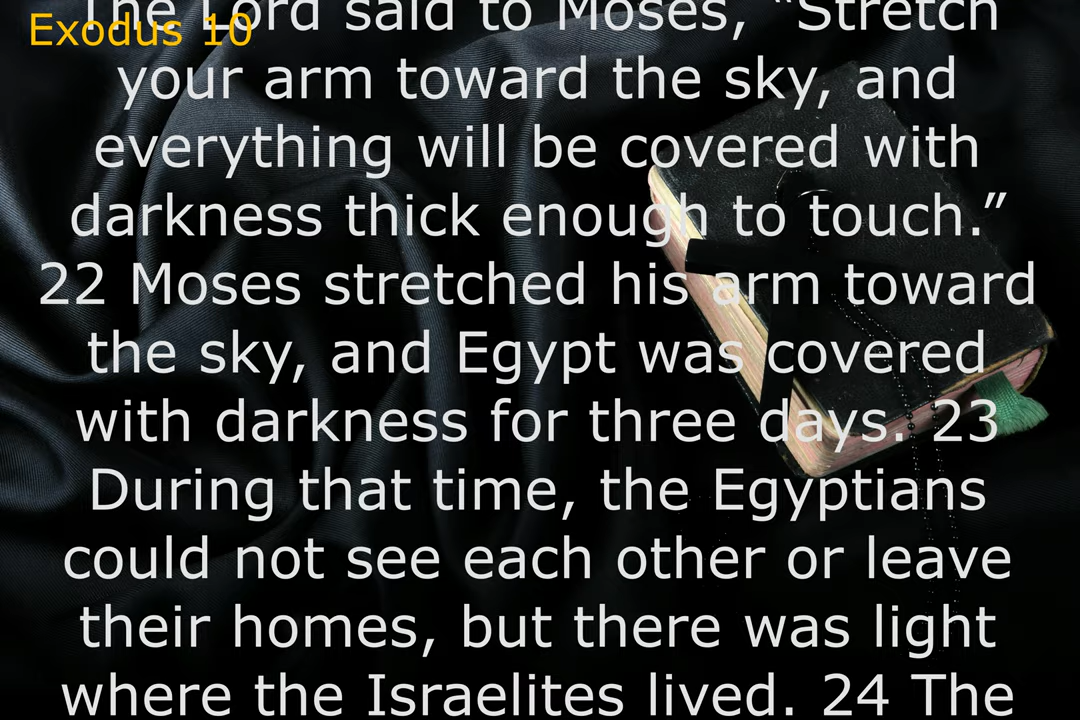 The Lord said to Moses, “Stretch
Exodus 10
your arm toward the sky, and
everything will be covered with
darkness thick enough to touch.”
22 Moses stretched his arm toward
the sky, and Egypt was covered
with darkness for three days. 23
During that time, the Egyptians
could not see each other or leave
their homes, but there was light
where the Israelites lived. 24 The